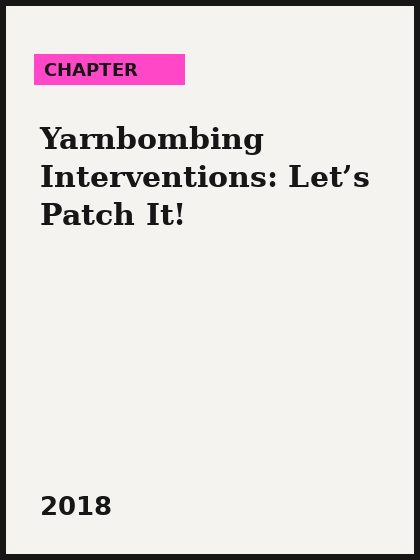 CHAPTER
Yarnbombing
Interventions: Let’s
Patch It!
2018